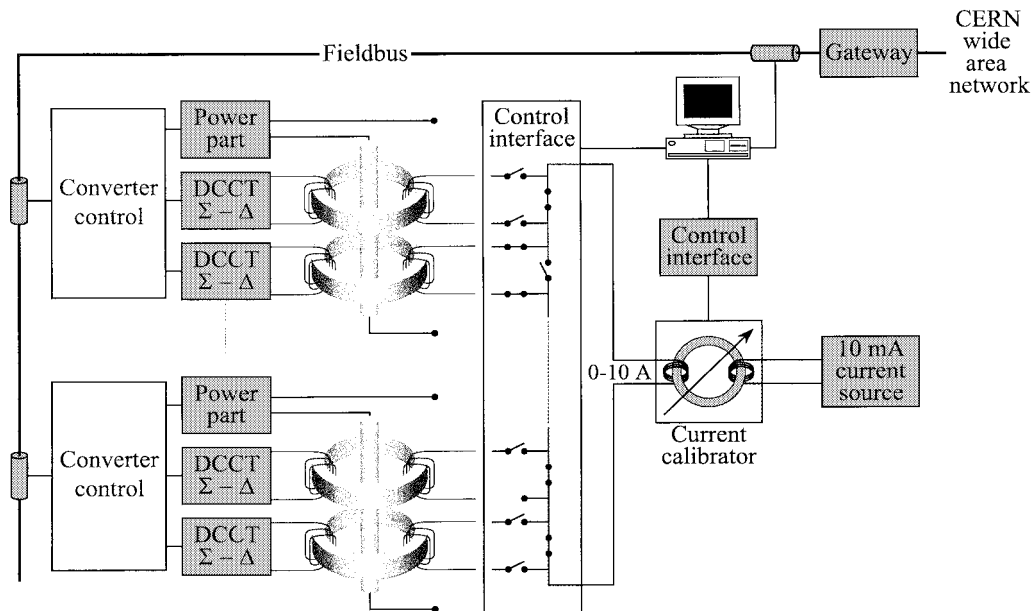 CERN
wide
area
network
Fieldbus
Gateway
Power
part
Control
interface
Converter
control
DCCT
Σ – Δ
DCCT
Σ – Δ
Control
interface
0-10 A
10 mA
current
source
Current
calibrator
Power
part
Converter
control
DCCT
Σ – Δ
DCCT
Σ – Δ